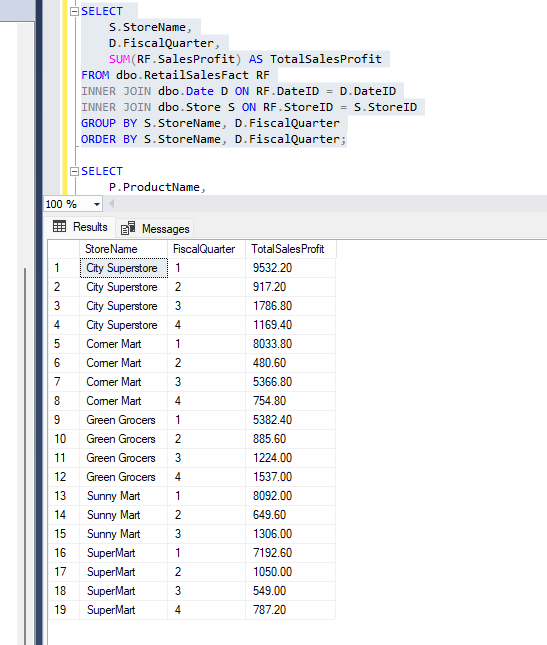 SELECT
S.StoreName,
D.FiscalQuarter,
SUM(RF.SalesProfit) AS TotalSalesProfit
FROM dbo.RetailSalesFact RF
INNER JOIN dbo.Date D ON RF.DateID = D.DateID
INNER JOIN dbo.Store S ON RF.StoreID = S.StoreID
GROUP BY S.StoreName, D.FiscalQuarter
ORDER BY S.StoreName, D.FiscalQuarter;
SELECT
P.ProductName,
100 %
Results Messages
StoreName FiscalQuarter TotalSalesProfit
1 City Superstore 1 9532.20
2 City Superstore 2 917.20
3 City Superstore 3 1786.80
4 City Superstore 4 1169.40
5 Corner Mart 1 8033.80
6 Corner Mart 2 480.60
7 Corner Mart 3 5366.80
8 Corner Mart 4 754.80
9 Green Grocers 1 5382.40
10 Green Grocers 2 885.60
11 Green Grocers 3 1224.00
12 Green Grocers 4 1537.00
13 Sunny Mart 1 8092.00
14 Sunny Mart 2 649.60
15 Sunny Mart 3 1306.00
16 SuperMart 1 7192.60
17 SuperMart 2 1050.00
18 SuperMart 3 549.00
19 SuperMart 4 787.20